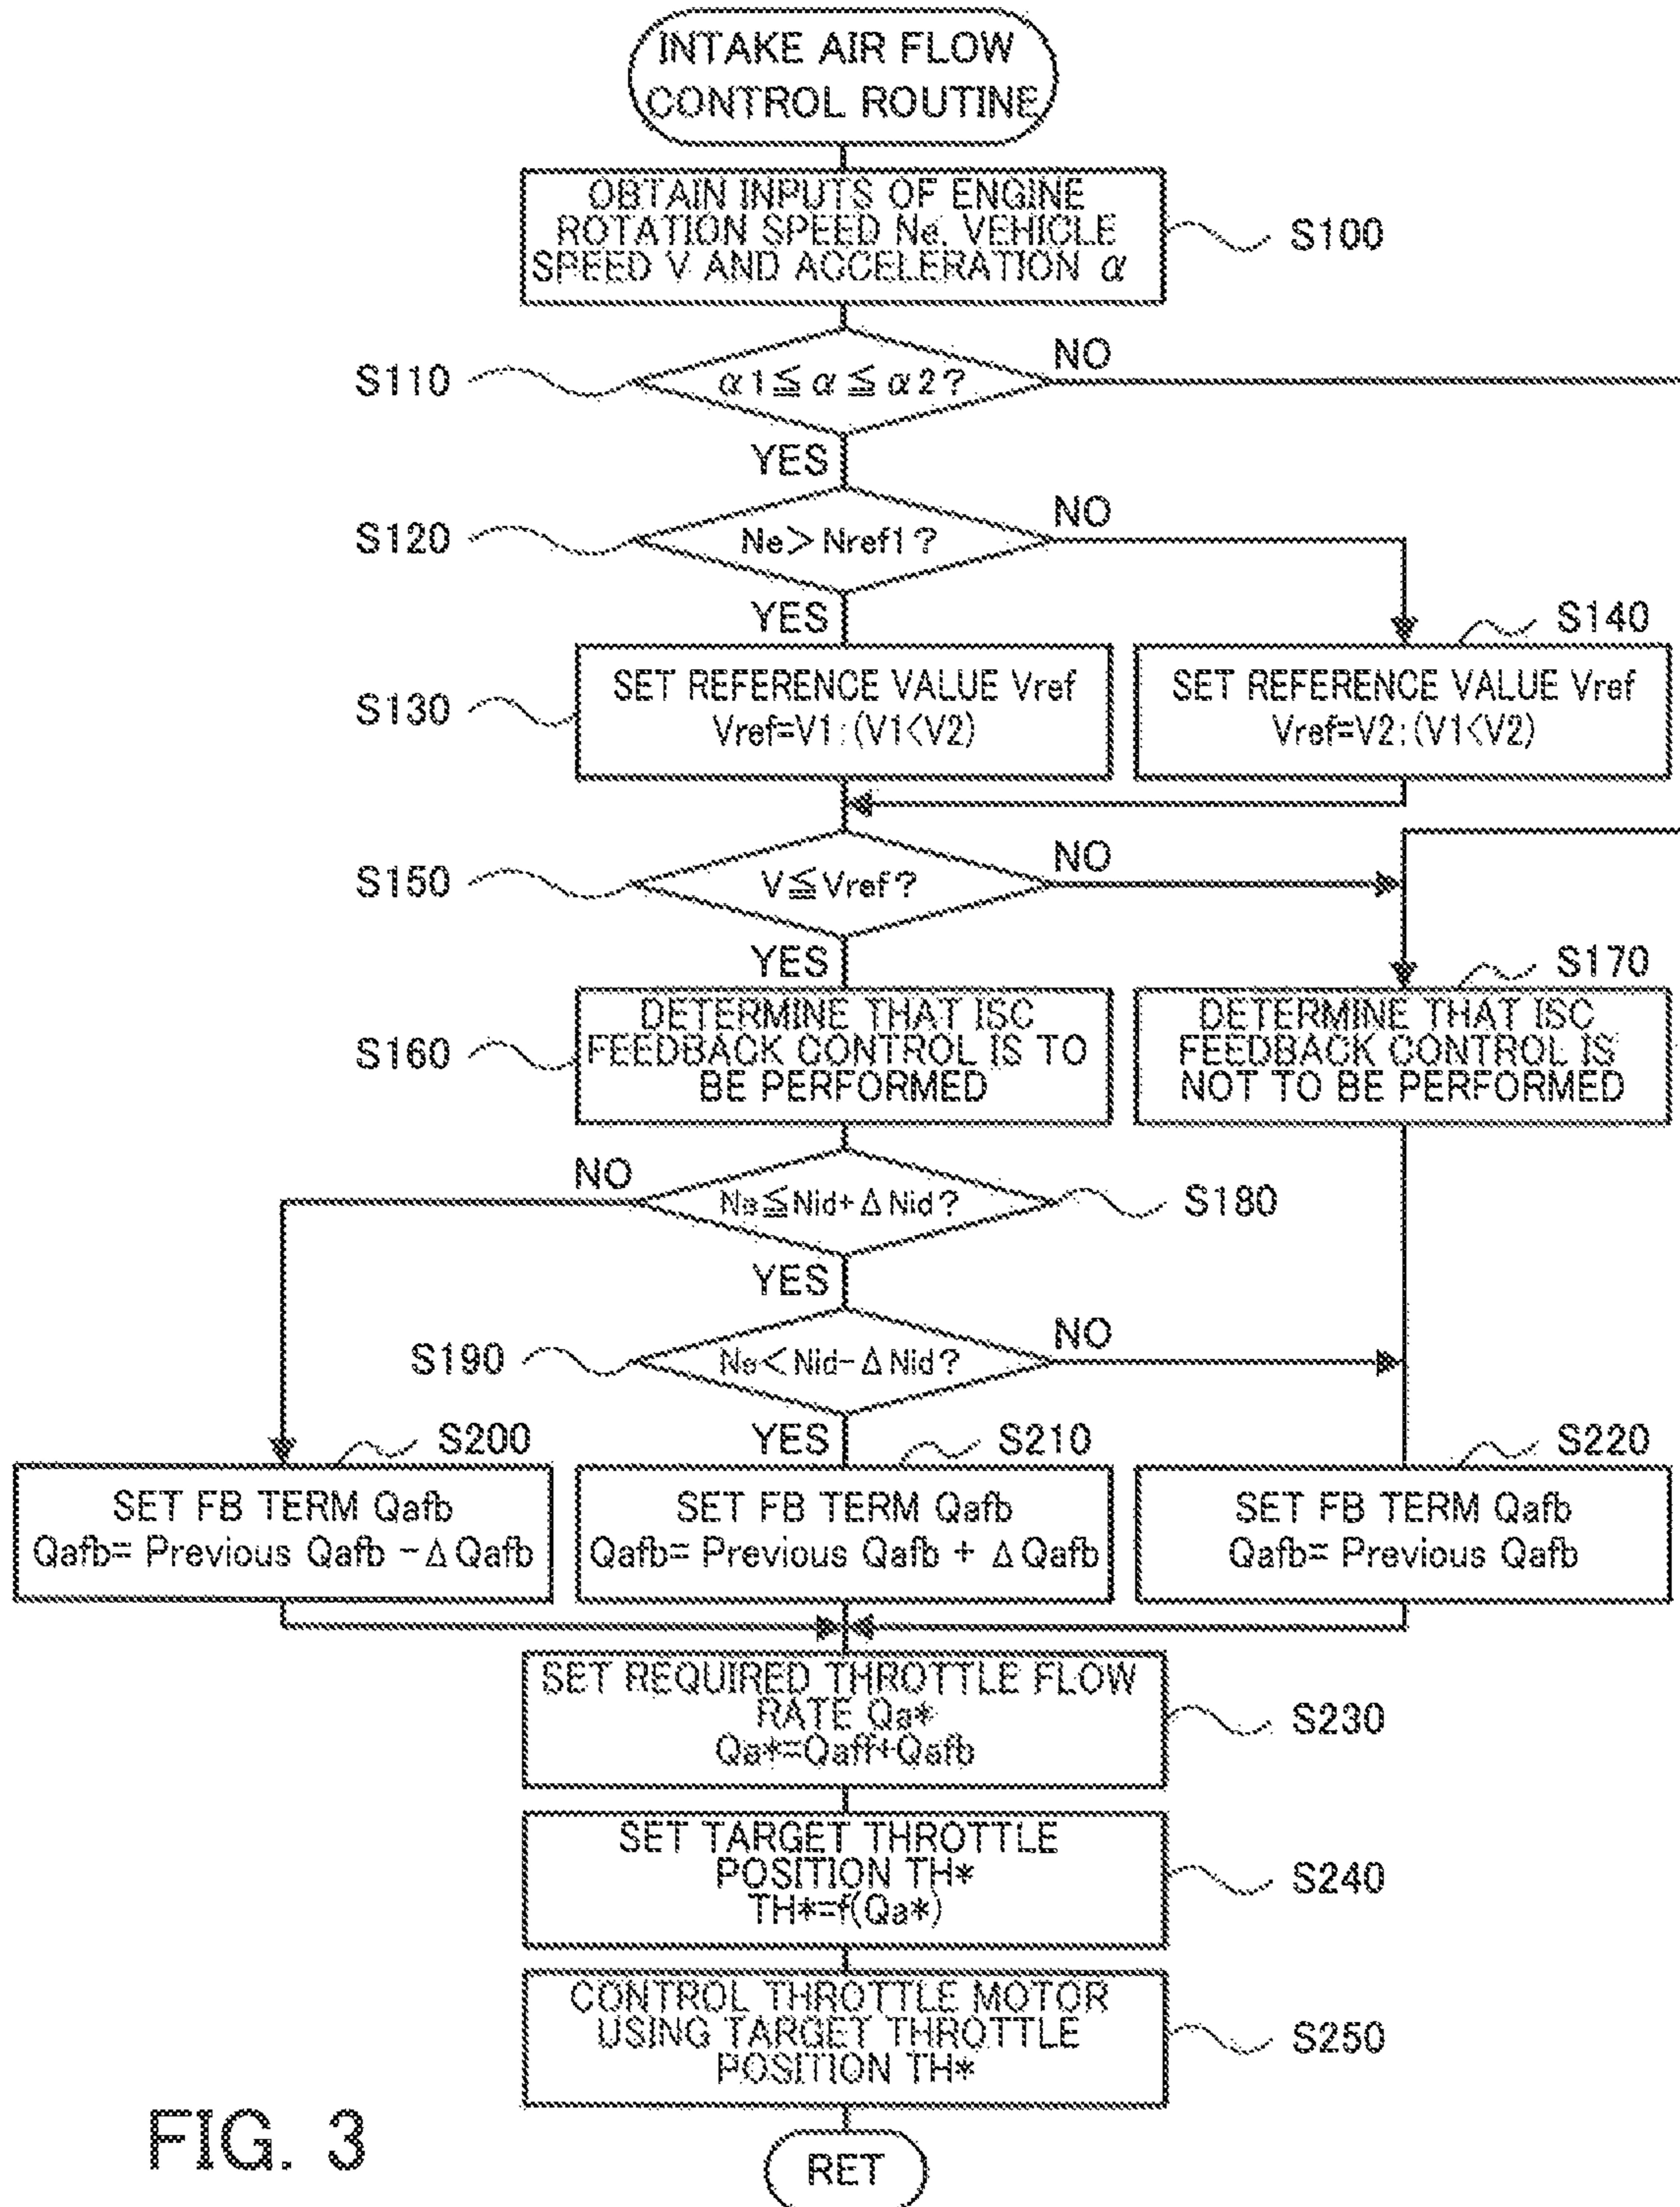 INTAKE AIR FLOW
CONTROL ROUTINE
OBTAIN INPUTS OF ENGINE
ROTATION SPEED Ne, VEHICLE
SPEED V AND ACCELERATION α
S100
S110
α1≦α≦α2?
NO
YES
S120
Ne>Nref1?
NO
YES
S130
SET REFERENCE VALUE Vref
Vref=V1:(V1<V2)
S140
SET REFERENCE VALUE Vref
Vref=V2:(V1<V2)
S150
V≦Vref?
NO
YES
S160
DETERMINE THAT ISC
FEEDBACK CONTROL IS TO
BE PERFORMED
S170
DETERMINE THAT ISC
FEEDBACK CONTROL IS
NOT TO BE PERFORMED
NO
Ne≦Nid+ΔNid?
S180
YES
S190
Ne<Nid-ΔNid?
NO
YES
S200
SET FB TERM Qafb
Qafb= Previous Qafb -ΔQafb
S210
SET FB TERM Qafb
Qafb= Previous Qafb + ΔQafb
S220
SET FB TERM Qafb
Qafb= Previous Qafb
SET REQUIRED THROTTLE FLOW
RATE Qa*
Qa*=Qaff+Qafb
S230
SET TARGET THROTTLE
POSITION TH*
TH*=f(Qa*)
S240
CONTROL THROTTLE MOTOR
USING TARGET THROTTLE
POSITION TH*
S250
RET
FIG. 3